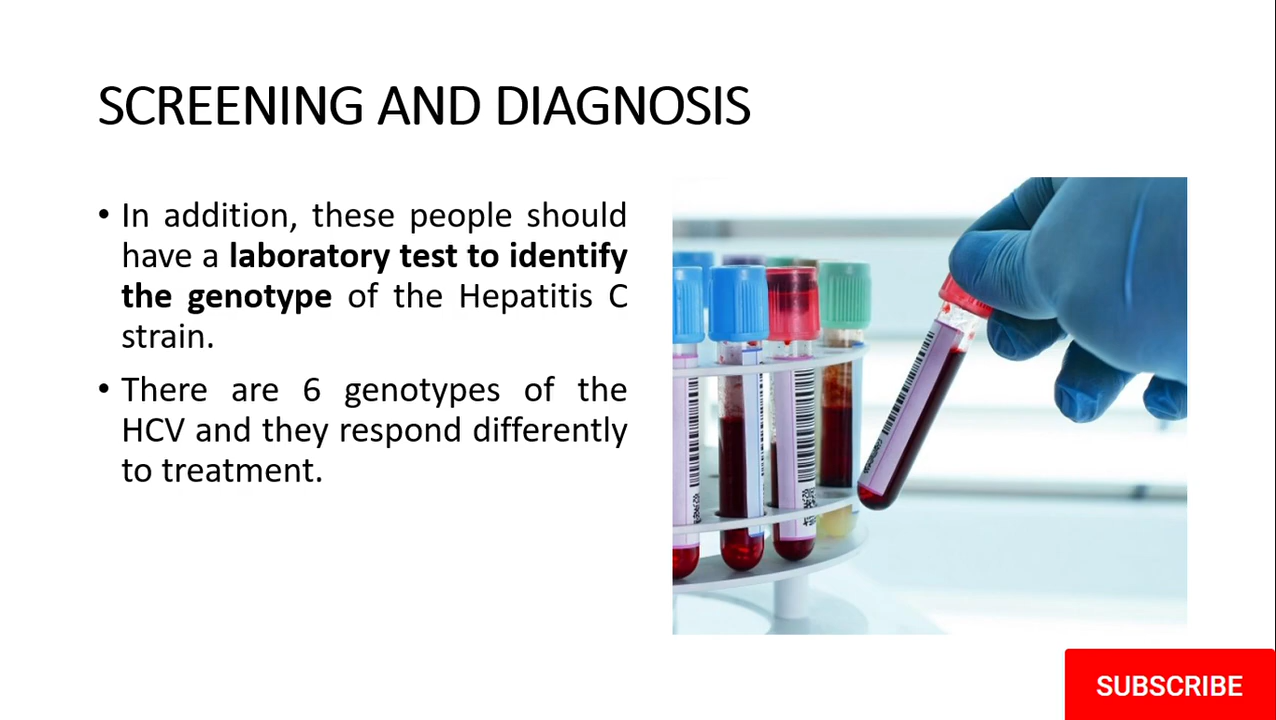 SCREENING AND DIAGNOSIS
• In addition, these people should
have a laboratory test to identify
the genotype of the Hepatitis C
strain.
• There are 6 genotypes of the
HCV and they respond differently
to treatment.
SUBSCRIBE